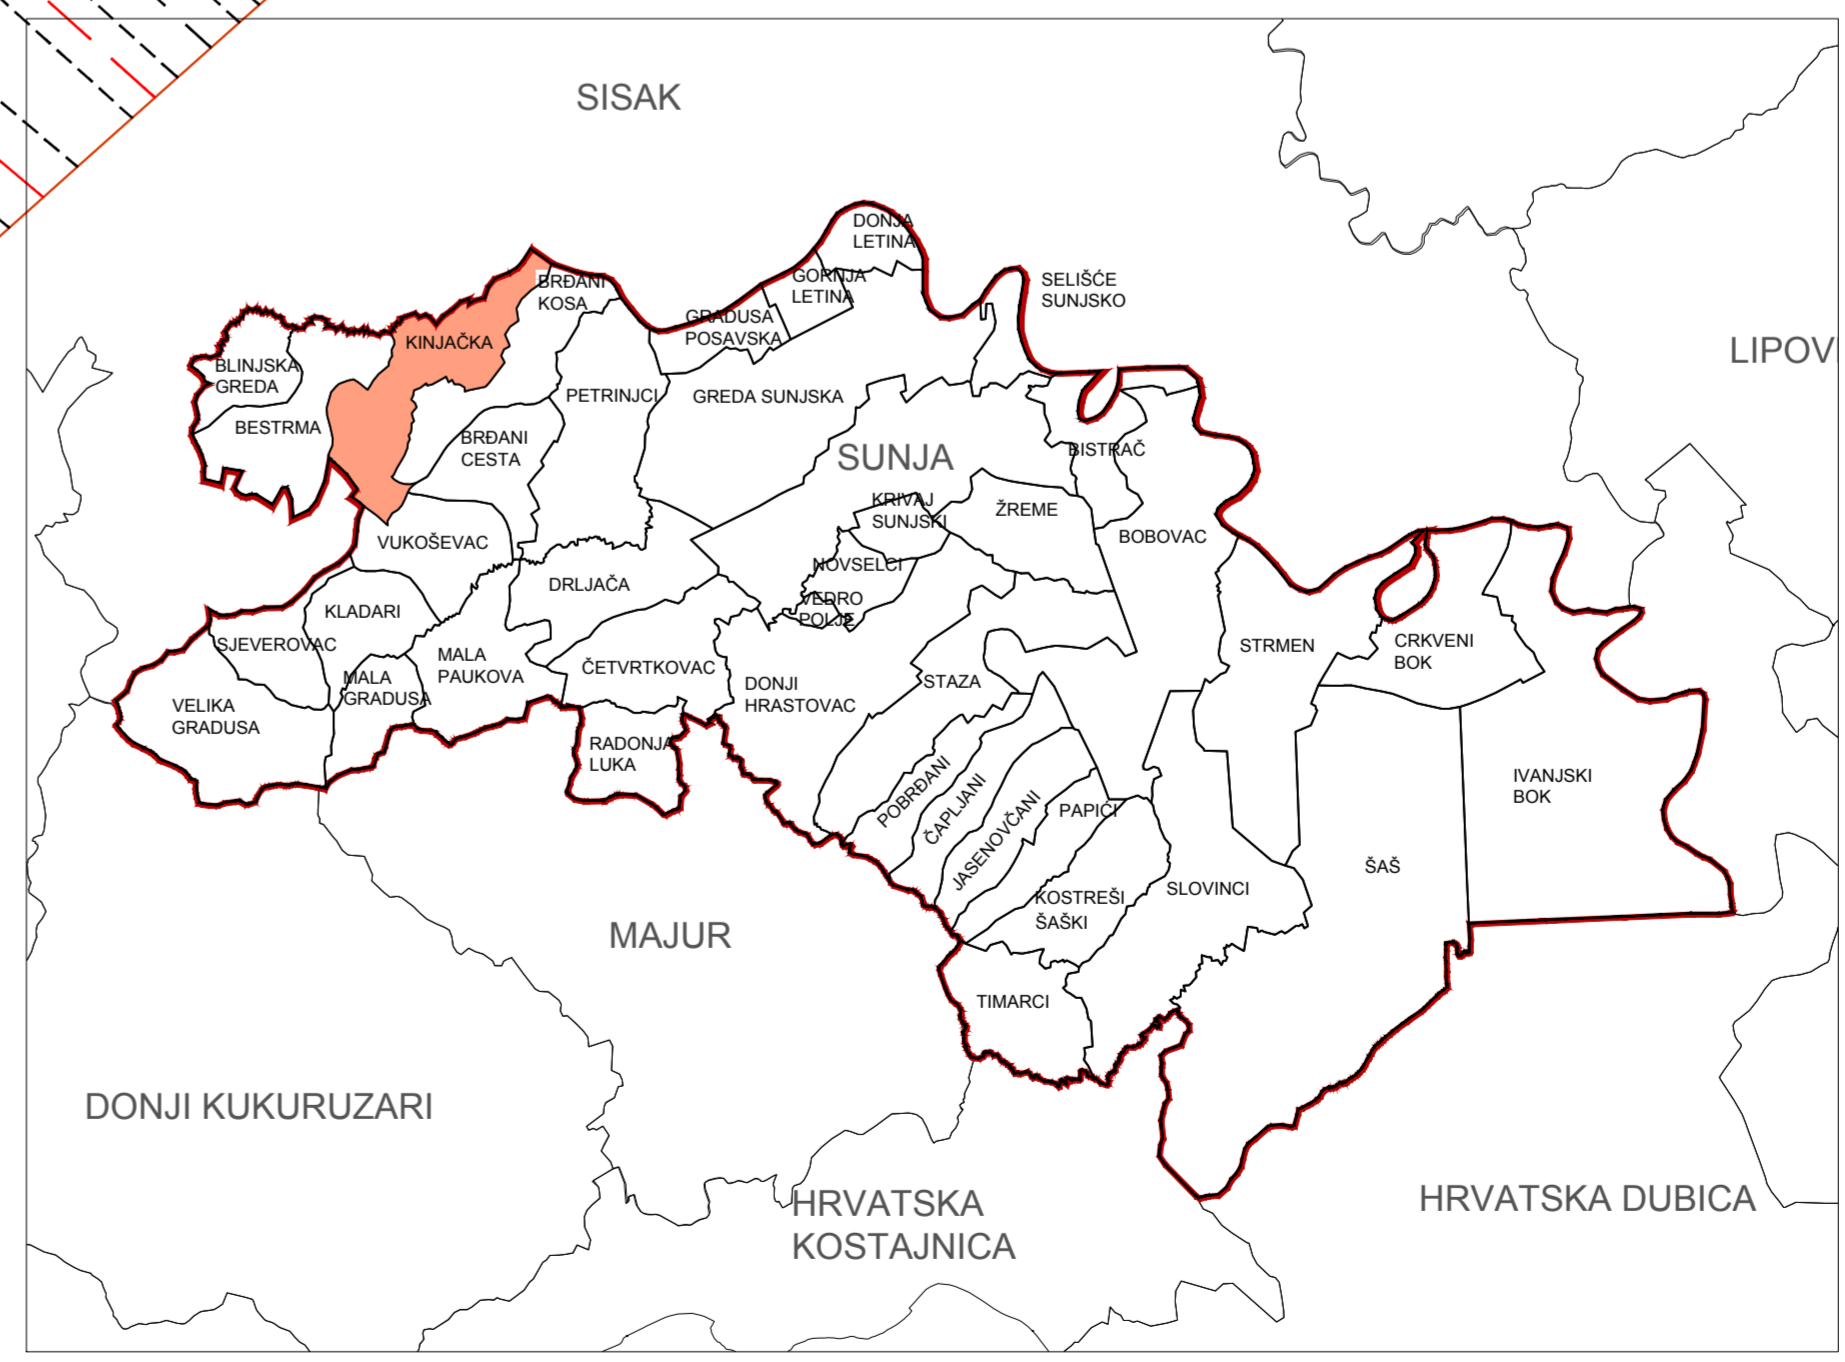 SISAK
DONJA
LETINA
GORNJA
LETINA
SELIŠĆE
SUNJSKO
BRĐANI
KOSA
GRADUSA
POSAVSKA
KINJAČKA
BLINJSKA
GREDA
LIPOVI
PETRINJCI
GREDA SUNJSKA
BESTRMA
BRĐANI
CESTA
SUNJA
BISTRAČ
KRIVAJ
SUNJSKI
ŽREME
BOBOVAC
VUKOŠEVAC
NOVSELCI
DRLJAČA
VEDRO
POLJE
KLADARI
SJEVEROVAC
STRMEN
CRKVENI
BOK
MALA
PAUKOVA
ČETVRTKOVAC
MALA
GRADUSA
DONJI
HRASTOVAC
STAZA
VELIKA
GRADUSA
RADONJA
LUKA
POBRĐANI
ČAPLJANI
JASENOVČANI
PAPIĆI
IVANJSKI
BOK
ŠAŠ
SLOVINCI
KOSTREŠI
ŠAŠKI
MAJUR
TIMARCI
DONJI KUKURUZARI
HRVATSKA
KOSTAJNICA
HRVATSKA DUBICA